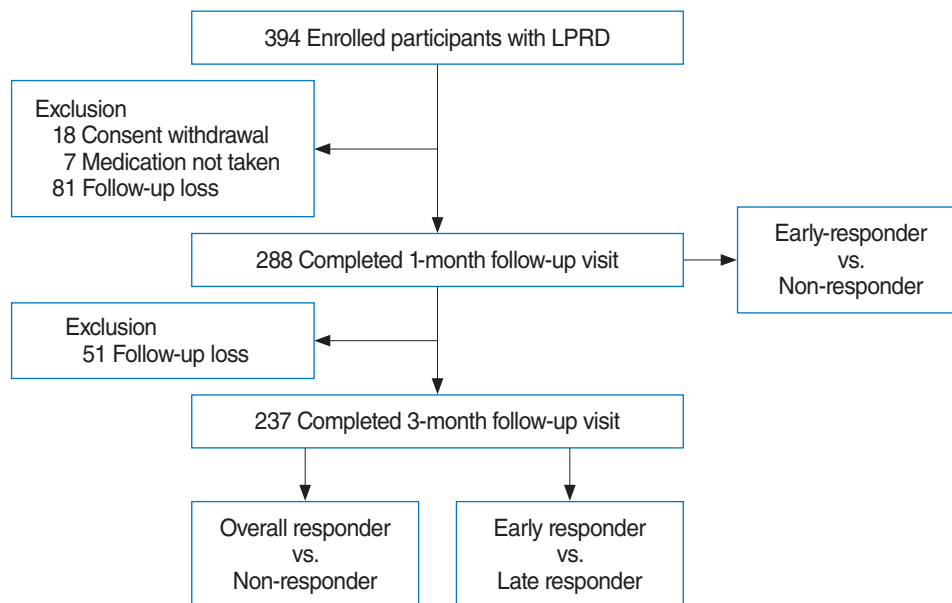 394 Enrolled participants with LPRD
Exclusion
18 Consent withdrawal
7 Medication not taken
81 Follow-up loss
288 Completed 1-month follow-up visit
Early-responder
vs.
Non-responder
Exclusion
51 Follow-up loss
237 Completed 3-month follow-up visit
Overall responder
vs.
Non-responder
Early responder
vs.
Late responder